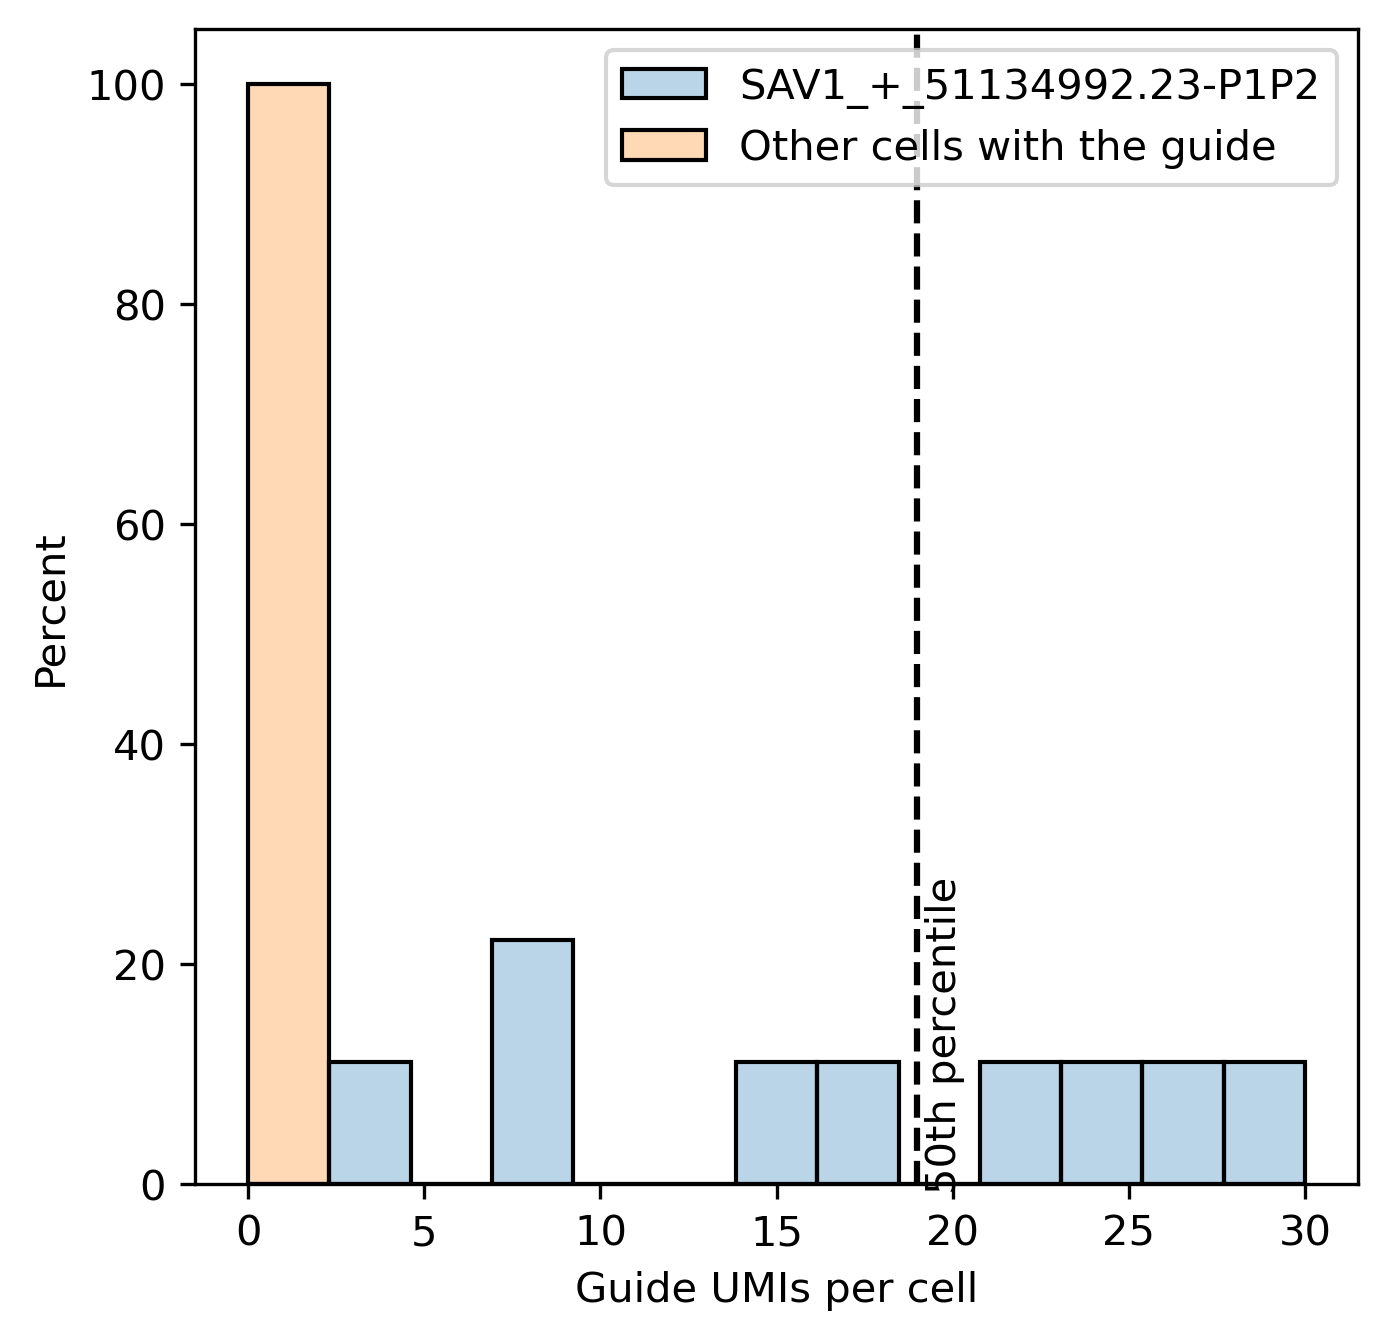 SAV1_+_51134992.23-P1P2
Other cells with the guide
100
80
60
40
20
0
Percent
50th percentile
0 5 10 15 20 25 30
Guide UMIs per cell